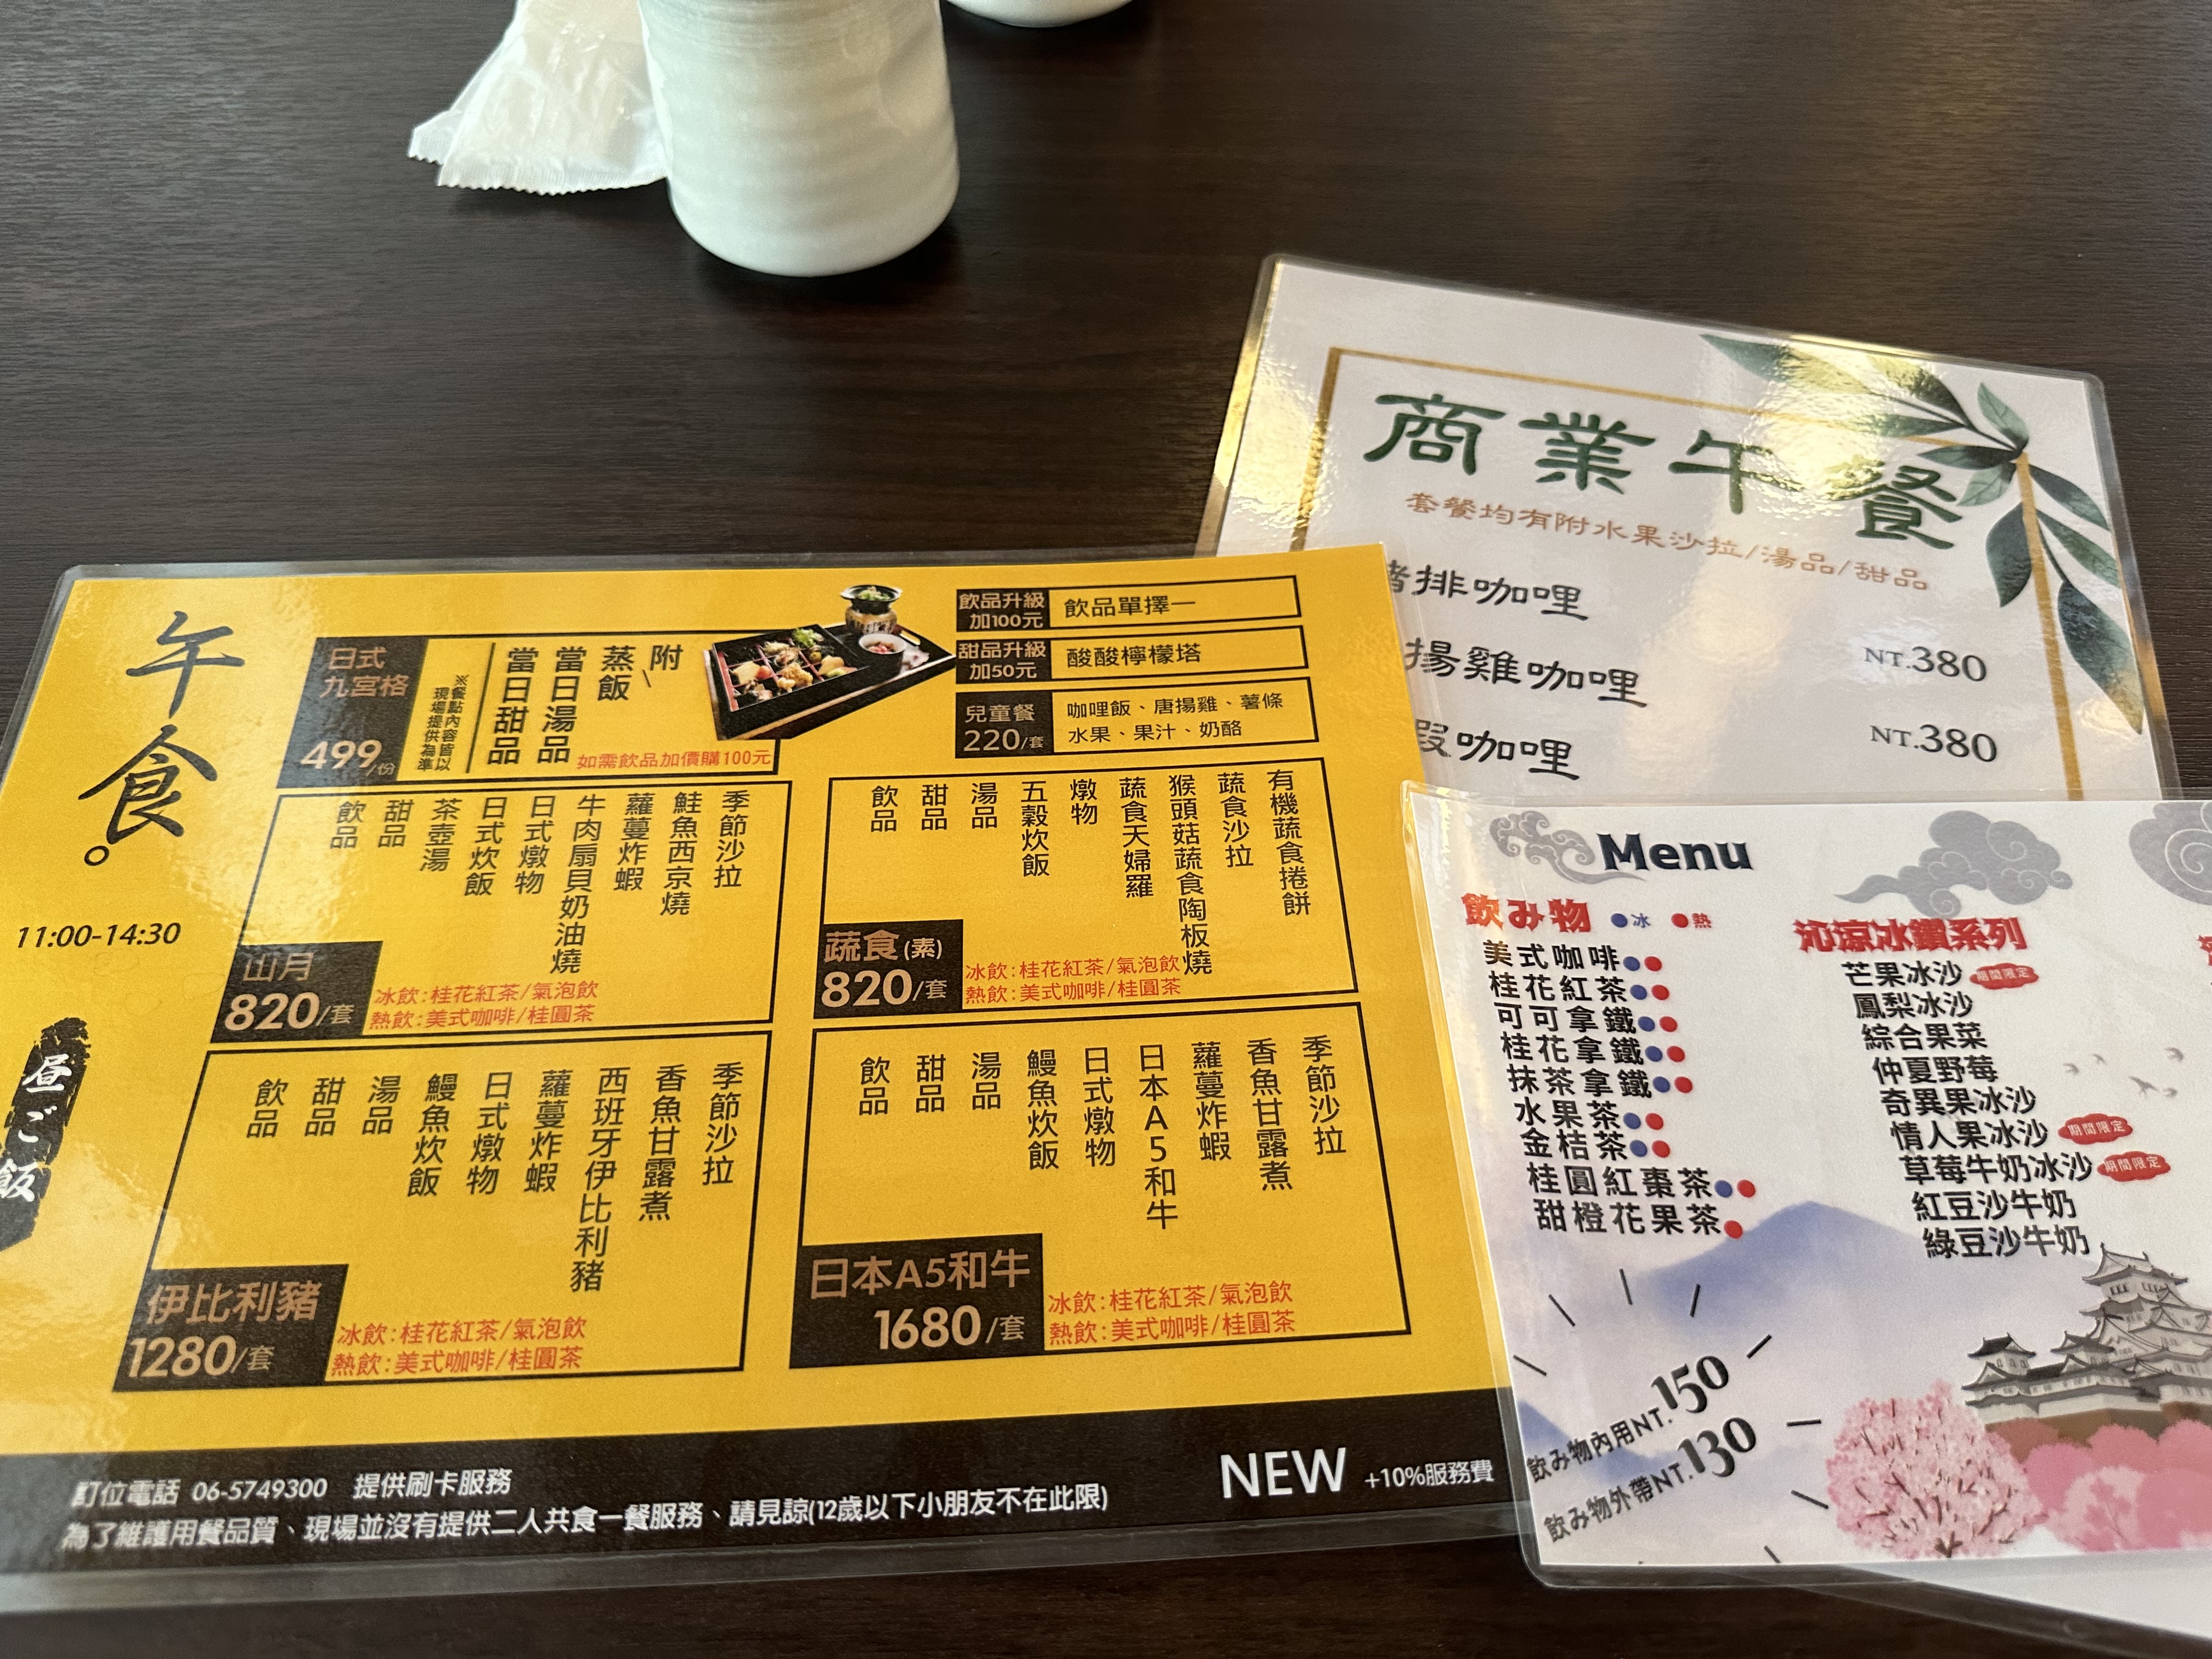 午食。
11:00-14:30
昼ご飯
日式
九宮格
499/份
※餐點內容皆以
現場提供為準
附
蒸飯、
當日湯品
當日甜品
如需飲品加價購100元
飲品升級
加100元
飲品單擇一
甜品升級
加50元
酸酸檸檬塔
兒童餐
220/套
咖哩飯、唐揚雞、薯條
水果、果汁、奶酪
季節沙拉
鮭魚西京燒
蘿蔓炸蝦
牛肉扇貝奶油燒
日式燉物
日式炊飯
茶壺湯
甜品
飲品
山月
820/套
冰飲:桂花紅茶/氣泡飲
熱飲:美式咖啡/桂圓茶
有機蔬食捲餅
蔬食沙拉
猴頭菇蔬食陶板燒
蔬食天婦羅
燉物
五穀炊飯
湯品
甜品
飲品
蔬食(素)
820/套
冰飲:桂花紅茶/氣泡飲
熱飲:美式咖啡/桂圓茶
季節沙拉
香魚甘露煮
西班牙伊比利豬
蘿蔓炸蝦
日式燉物
鰻魚炊飯
湯品
甜品
飲品
伊比利豬
1280/套
冰飲:桂花紅茶/氣泡飲
熱飲:美式咖啡/桂圓茶
季節沙拉
香魚甘露煮
蘿蔓炸蝦
日本A5和牛
日式燉物
鰻魚炊飯
湯品
甜品
飲品
日本A5和牛
1680/套
冰飲:桂花紅茶/氣泡飲
熱飲:美式咖啡/桂圓茶
訂位電話 06-5749300 提供刷卡服務
為了維護用餐品質、現場並沒有提供二人共食一餐服務、請見諒(12歲以下小朋友不在此限)
NEW +10%服務費
商業午餐
套餐均有附水果沙拉/湯品/甜品
豬排咖哩
揚雞咖哩 NT.380
咖哩 NT.380
Menu
飲み物 冰 熱
美式咖啡
桂花紅茶
可可拿鐵
桂花拿鐵
抹茶拿鐵
水果茶
金桔茶
桂圓紅棗茶
甜橙花果茶
飲み物內用NT.150
飲み物外帶NT.130
沁涼冰鑽系列
芒果冰沙 期間限定
鳳梨冰沙
綜合果菜
仲夏野莓
奇異果冰沙
情人果冰沙 期間限定
草莓牛奶冰沙 期間限定
紅豆沙牛奶
綠豆沙牛奶